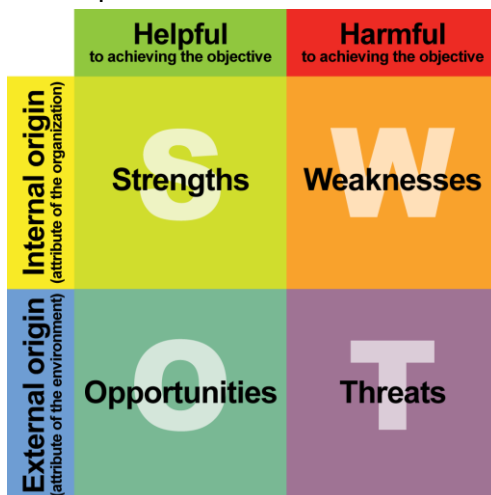 Helpful
to achieving the objective
Harmful
to achieving the objective
Internal origin
(attribute of the organization)
S
Strengths
W
Weaknesses
External origin
(attribute of the environment)
O
Opportunities
T
Threats